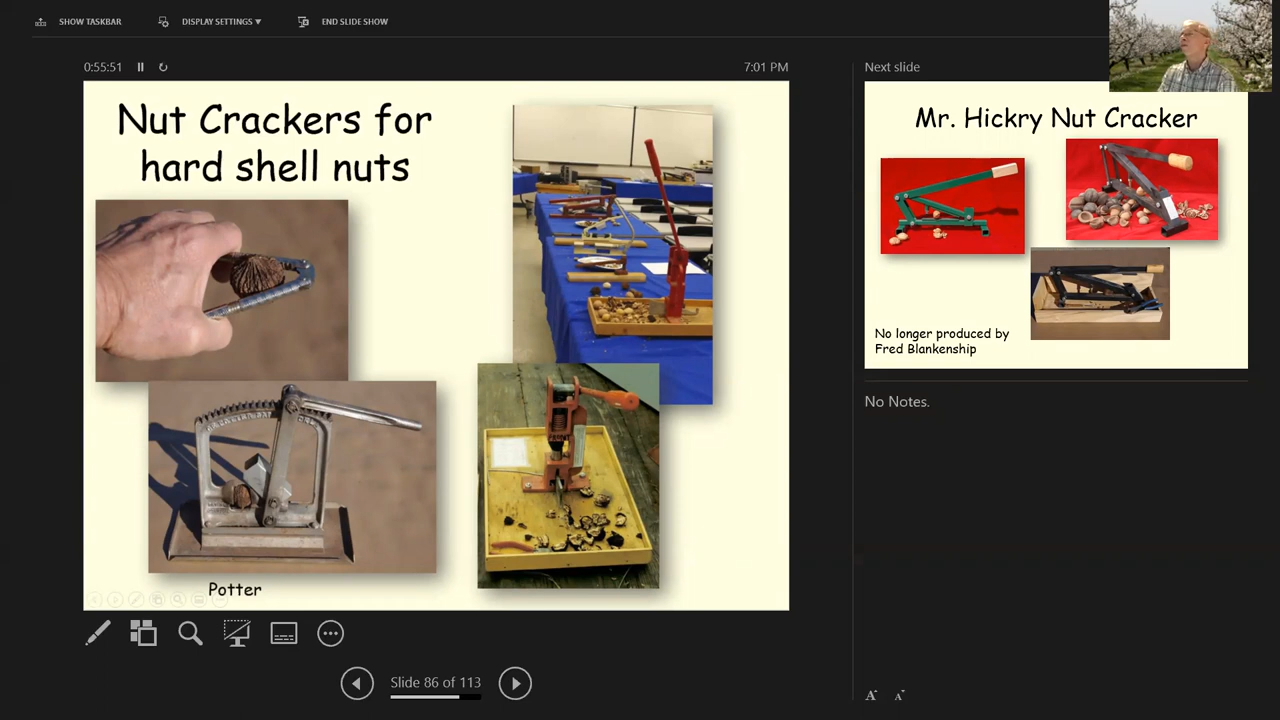 SHOW TASKBAR
DISPLAY SETTINGS ▼
END SLIDE SHOW
0:55:51
7:01 PM
Nut Crackers for
hard shell nuts
Potter
Slide 86 of 113
Next slide
Mr. Hickry Nut Cracker
No longer produced by
Fred Blankenship
No Notes.
A
A